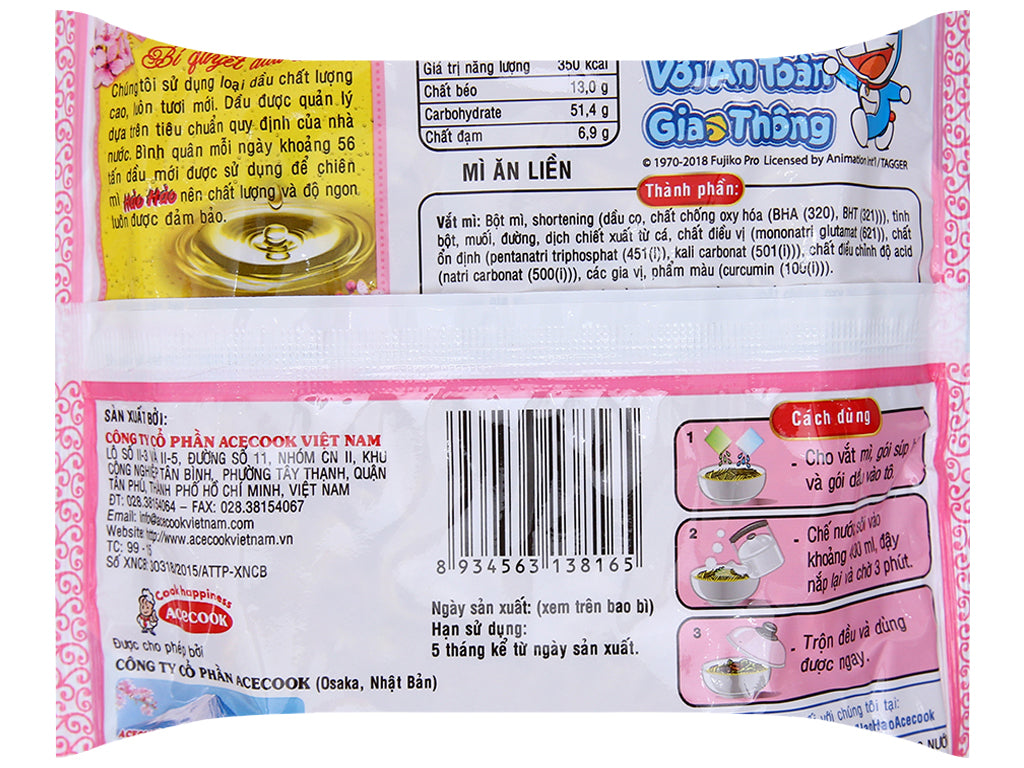 Bí quyết dầu
Chúng tôi sử dụng loại dầu chất lượng
cao, luôn tươi mới. Dầu được quản lý
dựa trên tiêu chuẩn quy định của nhà
nước. Bình quân mỗi ngày khoảng 56
tấn dầu mới được sử dụng để chiên
mì Hảo Hảo nên chất lượng và độ ngon
luôn được đảm bảo.
Giá trị năng lượng 350 kcal
Chất béo 13,0 g
Carbohydrate 51,4 g
Chất đạm 6,9 g
Với An Toàn
Giao Thông
© 1970-2018 Fujiko Pro Licensed by Animation Int'l/TAGGER
MÌ ĂN LIỀN
Thành phần:
Vắt mì: Bột mì, shortening (dầu cọ, chất chống oxy hóa (BHA (320), BHT (321))), tinh
bột, muối, đường, dịch chiết xuất từ cá, chất điều vị (mononatri glutamat (621)), chất
ổn định (pentanatri triphosphat (451(i)), kali carbonat (501(i))), chất điều chỉnh độ acid
(natri carbonat (500(i))), các gia vị, phẩm màu (curcumin (100(i))).
SẢN XUẤT BỞI:
CÔNG TY CỔ PHẦN ACECOOK VIỆT NAM
LÔ SỐ II-3 VÀ II-5, ĐƯỜNG SỐ 11, NHÓM CN II, KHU
CÔNG NGHIỆP TÂN BÌNH, PHƯỜNG TÂY THẠNH, QUẬN
TÂN PHÚ, THÀNH PHỐ HỒ CHÍ MINH, VIỆT NAM
ĐT: 028.38154064 – FAX: 028.38154067
Email: info@acecookvietnam.com
Website: http://www.acecookvietnam.vn
TC: 99 -
Số XNCB: 30318/2015/ATTP-XNCB
Cook happiness
ACECOOK
Được cho phép bởi
CÔNG TY CỔ PHẦN ACECOOK (Osaka, Nhật Bản)
8 934563 138165
Ngày sản xuất: (xem trên bao bì)
Hạn sử dụng:
5 tháng kể từ ngày sản xuất.
Cách dùng
1
- Cho vắt mì, gói súp
và gói dầu vào tô.
2
- Chế nước sôi vào
khoảng 400 ml, đậy
nắp lại và chờ 3 phút.
3
- Trộn đều và dùng
được ngay.
với chúng tôi tại:
HaoAcecook
NƯỚ